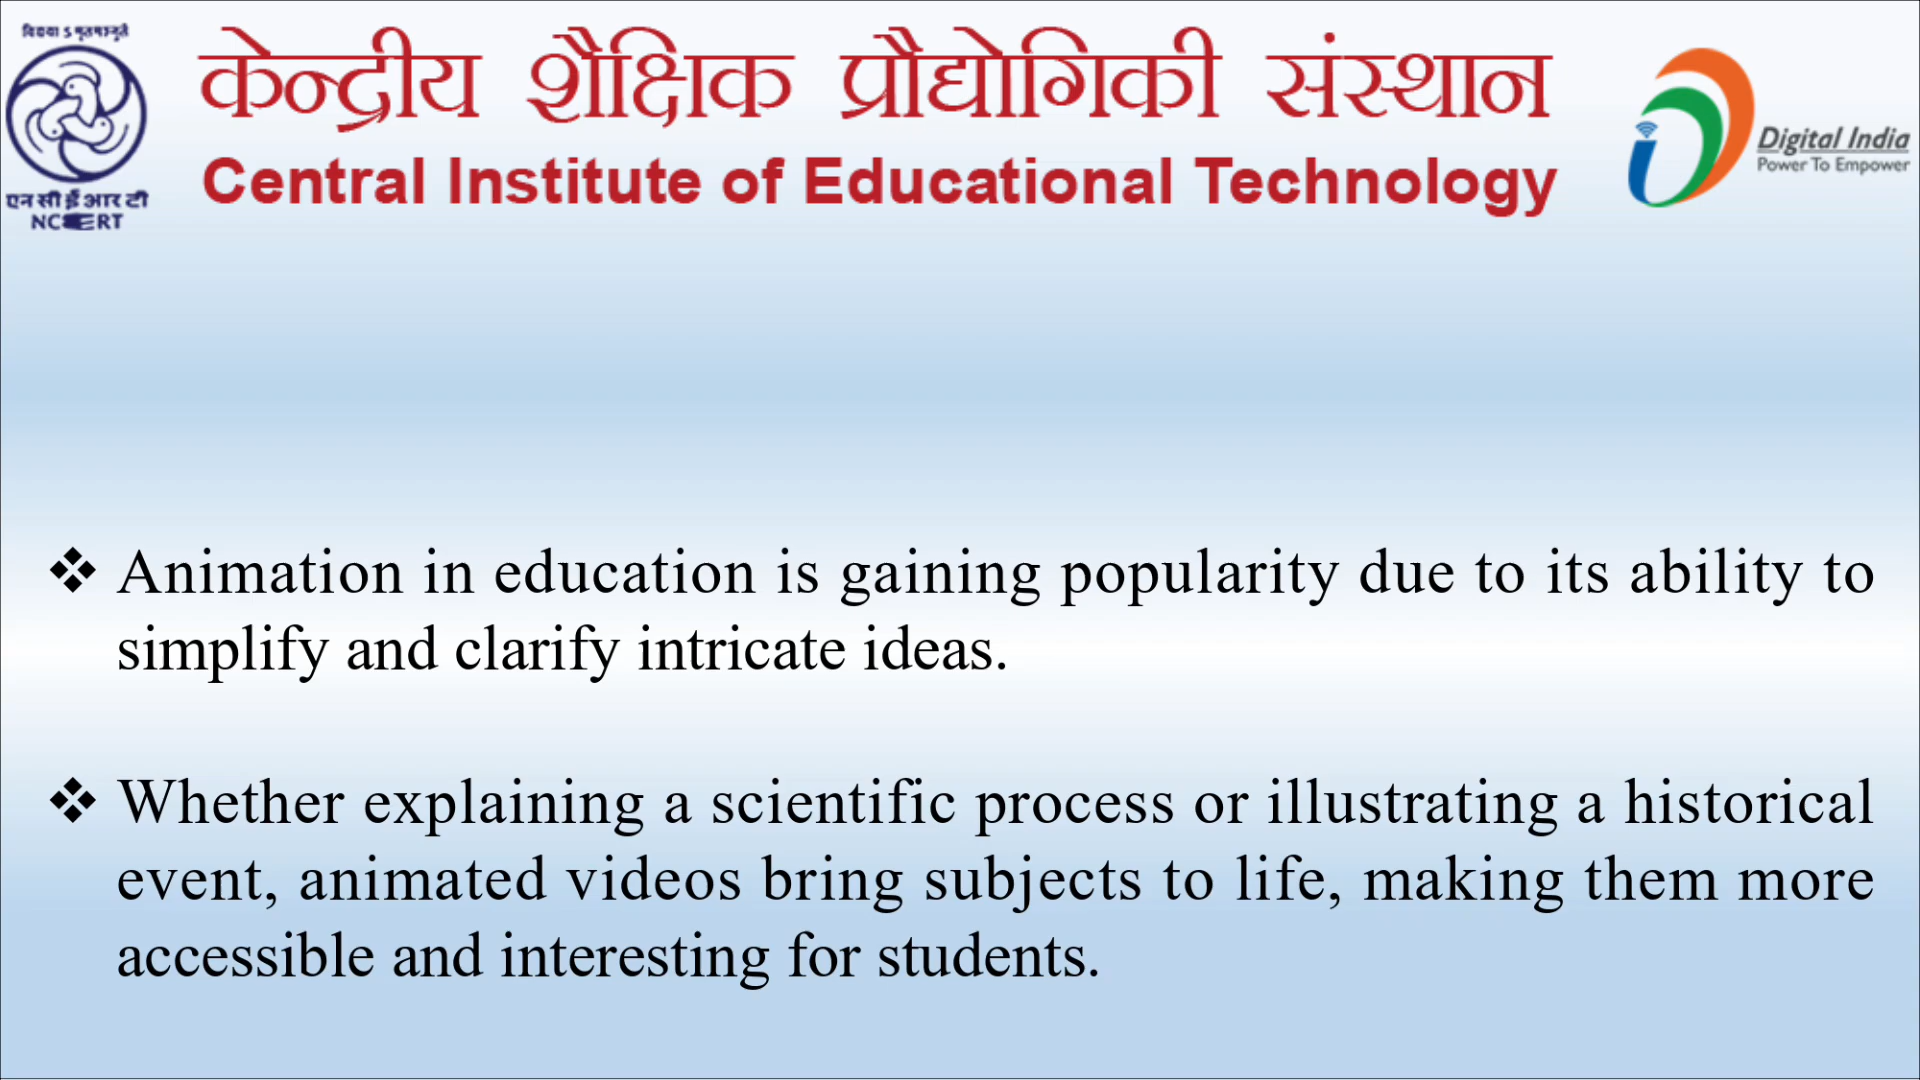 विद्यया ऽ मृतमश्नुते
एन सी ई आर टी
NCERT
केन्द्रीय शैक्षिक प्रौद्योगिकी संस्थान
Central Institute of Educational Technology
Digital India
Power To Empower
❖ Animation in education is gaining popularity due to its ability to
simplify and clarify intricate ideas.
❖ Whether explaining a scientific process or illustrating a historical
event, animated videos bring subjects to life, making them more
accessible and interesting for students.